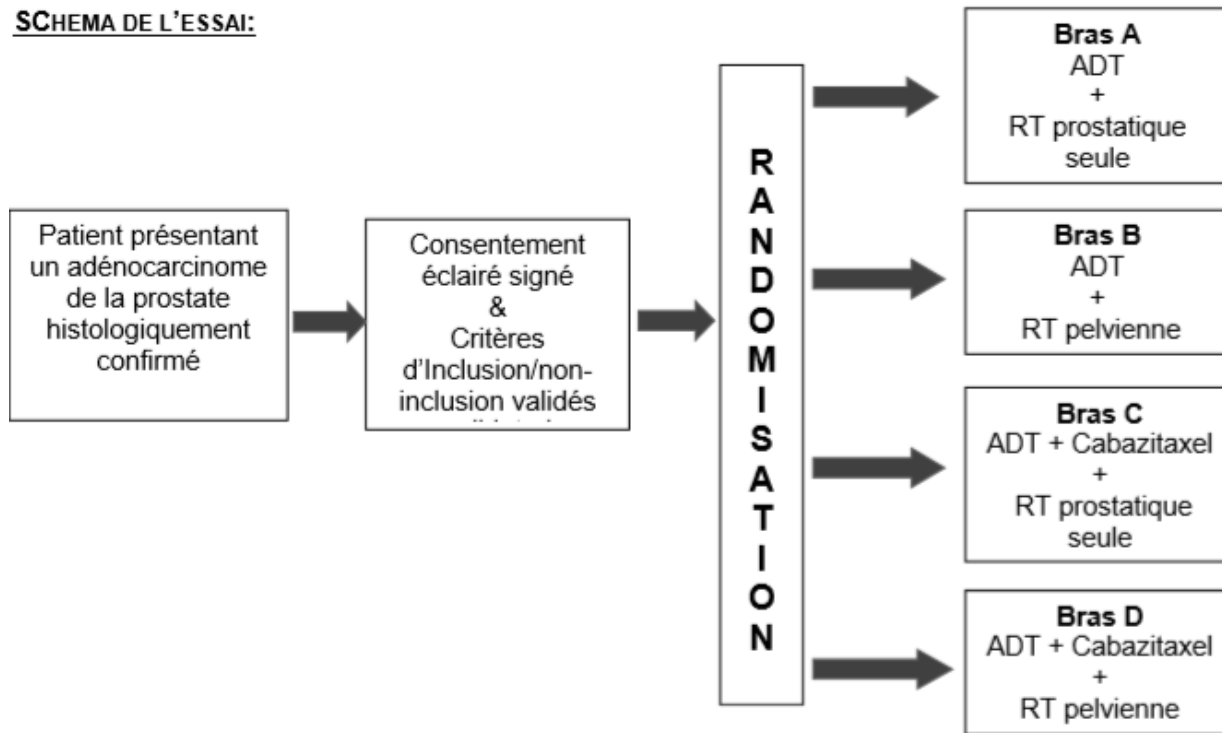 SCHEMA DE L'ESSAI:
Patient présentant
un adénocarcinome
de la prostate
histologiquement
confirmé
Consentement
éclairé signé
&
Critères
d'Inclusion/non-
inclusion validés
R
A
N
D
O
M
I
S
A
T
I
O
N
Bras A
ADT
+
RT prostatique
seule
Bras B
ADT
+
RT pelvienne
Bras C
ADT + Cabazitaxel
+
RT prostatique
seule
Bras D
ADT + Cabazitaxel
+
RT pelvienne